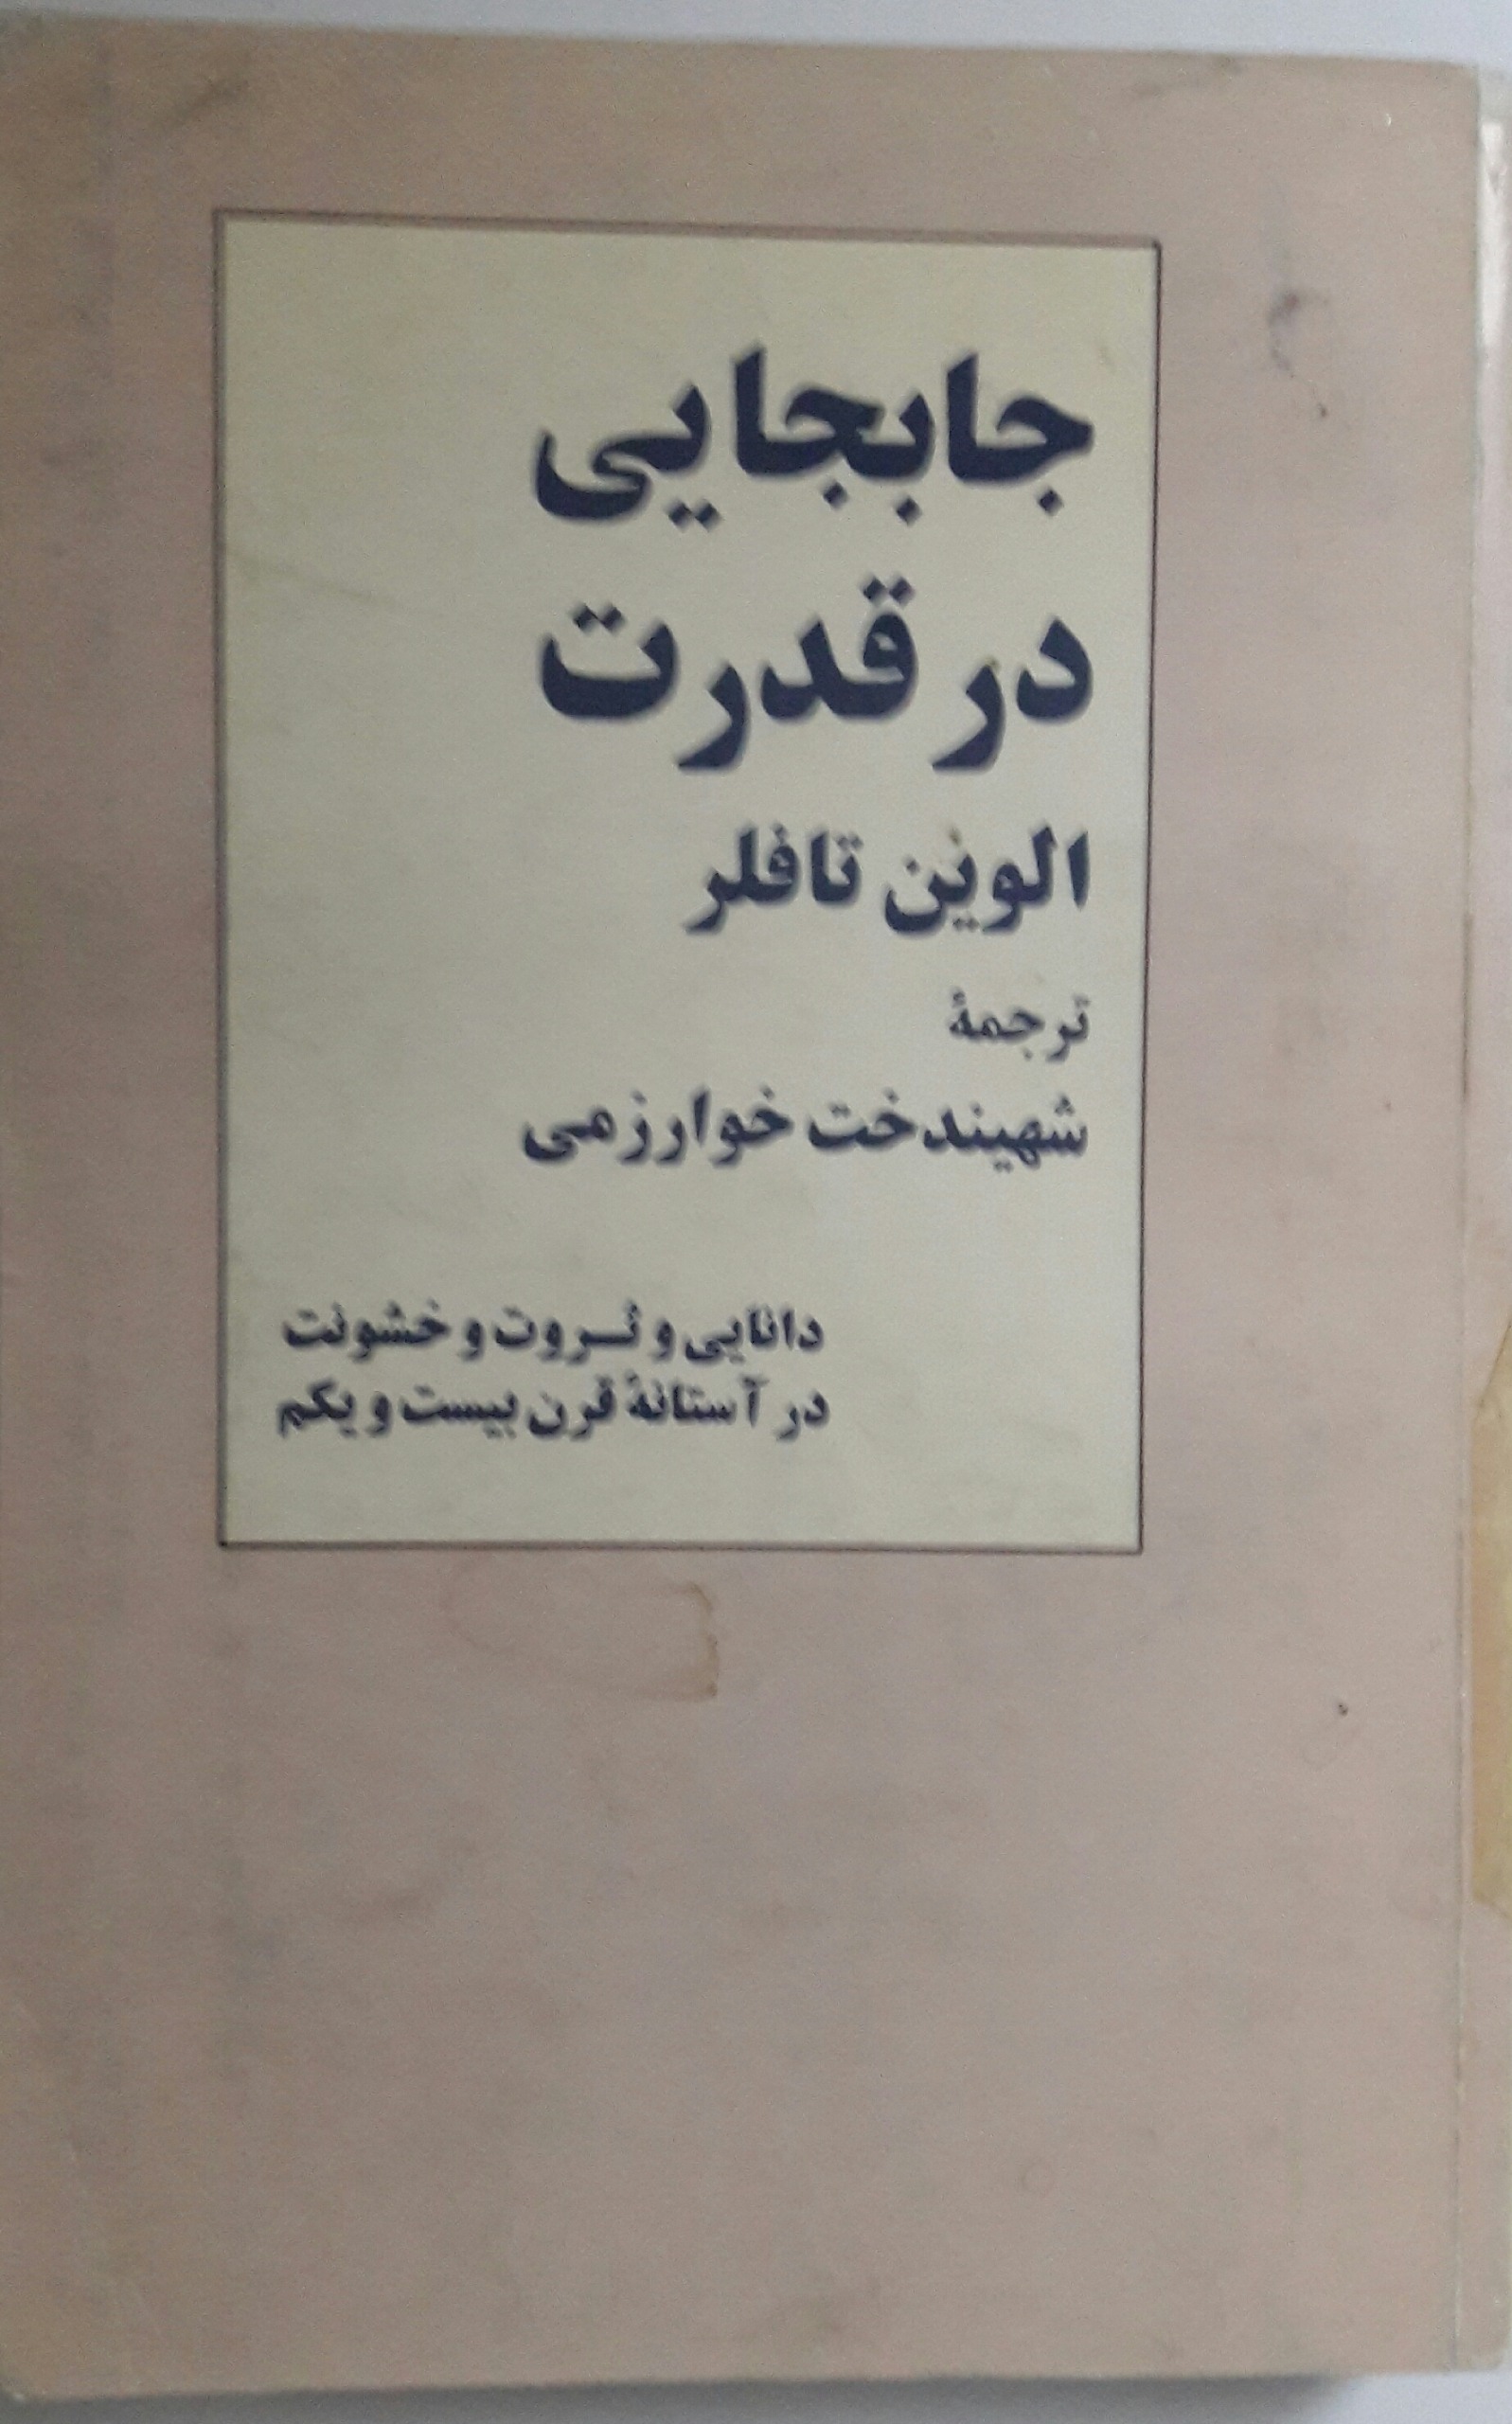 جابجایی
در قدرت
الوین تافلر
ترجمهٔ
شهیندخت خوارزمی
دانایی و ثروت و خشونت
در آستانهٔ قرن بیست و یکم